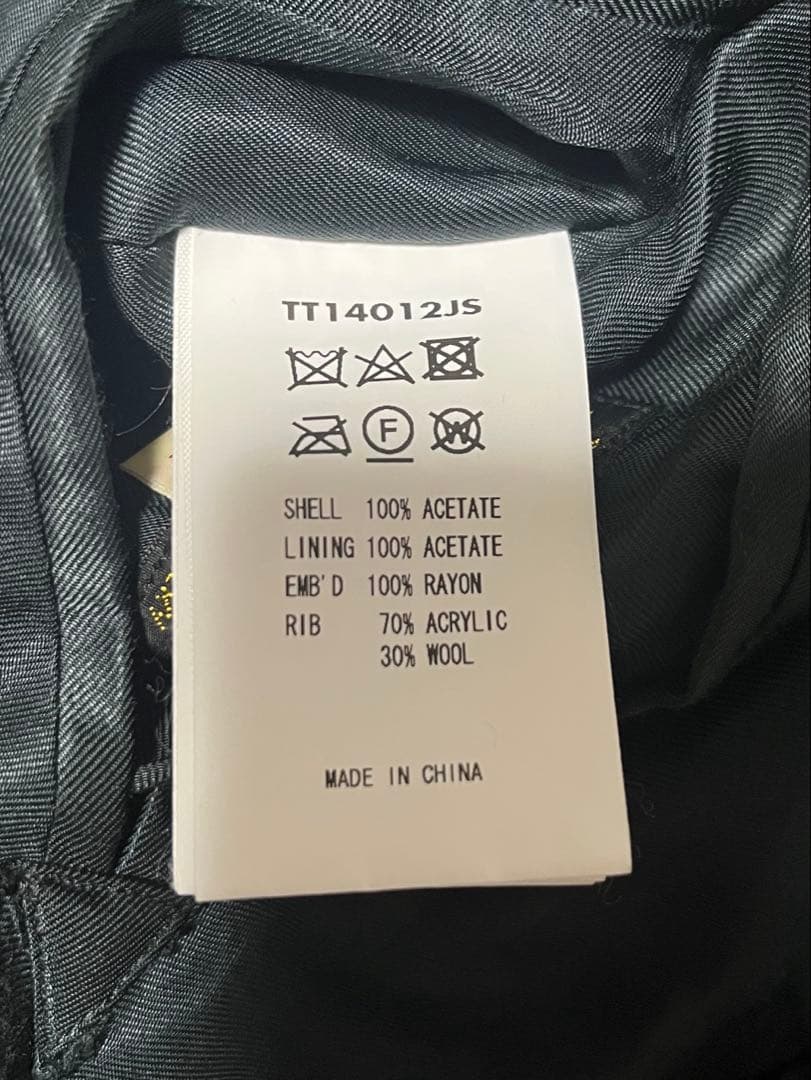 TT14012JS
F W
SHELL 100% ACETATE
LINING 100% ACETATE
EMB'D 100% RAYON
RIB 70% ACRYLIC
30% WOOL
MADE IN CHINA